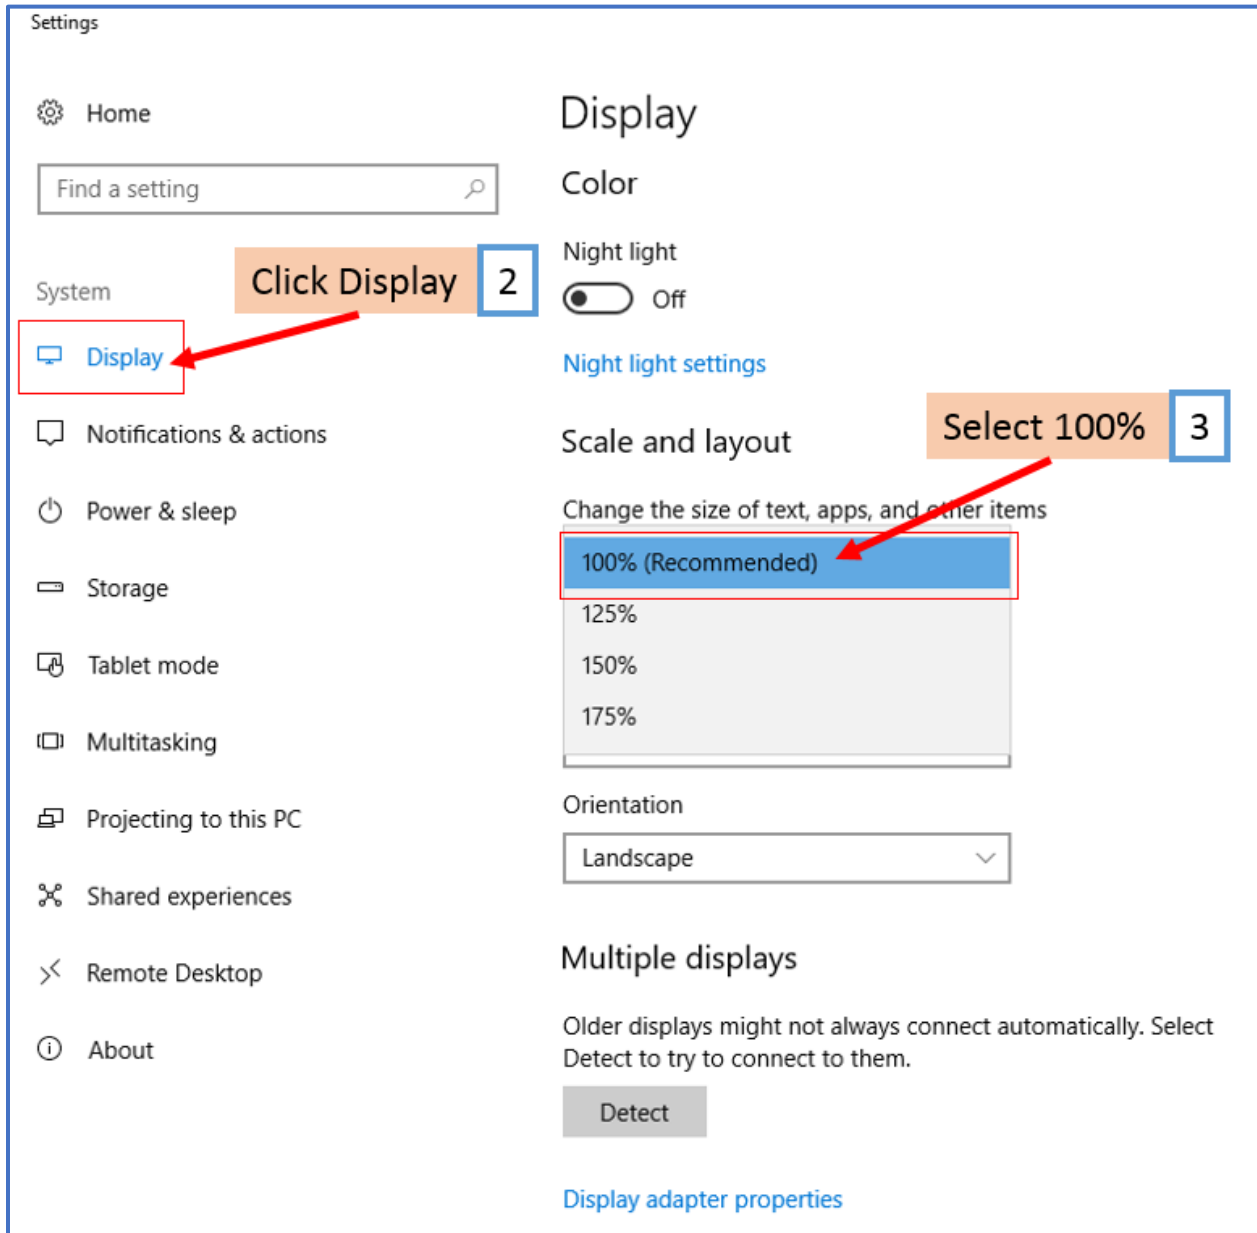 Settings
Home
Find a setting
System
Click Display 2
Display
Notifications & actions
Power & sleep
Storage
Tablet mode
Multitasking
Projecting to this PC
Shared experiences
Remote Desktop
About
Display
Color
Night light
Off
Night light settings
Scale and layout
Select 100% 3
Change the size of text, apps, and other items
100% (Recommended)
125%
150%
175%
Orientation
Landscape
Multiple displays
Older displays might not always connect automatically. Select
Detect to try to connect to them.
Detect
Display adapter properties